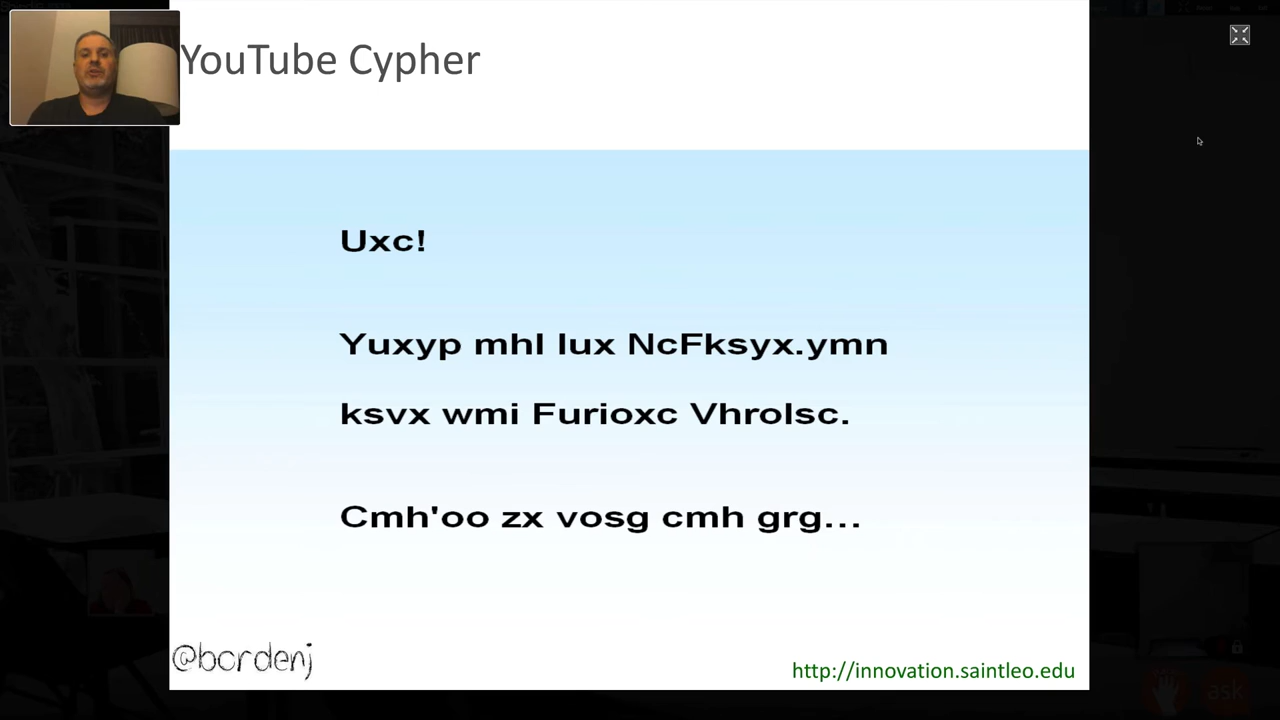 YouTube Cypher
Uxc!
Yuxyp mhl lux NcFksyx.ymn
ksvx wmi Furioxc Vhrolsc.
Cmh'oo zx vosg cmh grg...
@bordenj
http://innovation.saintleo.edu
ask